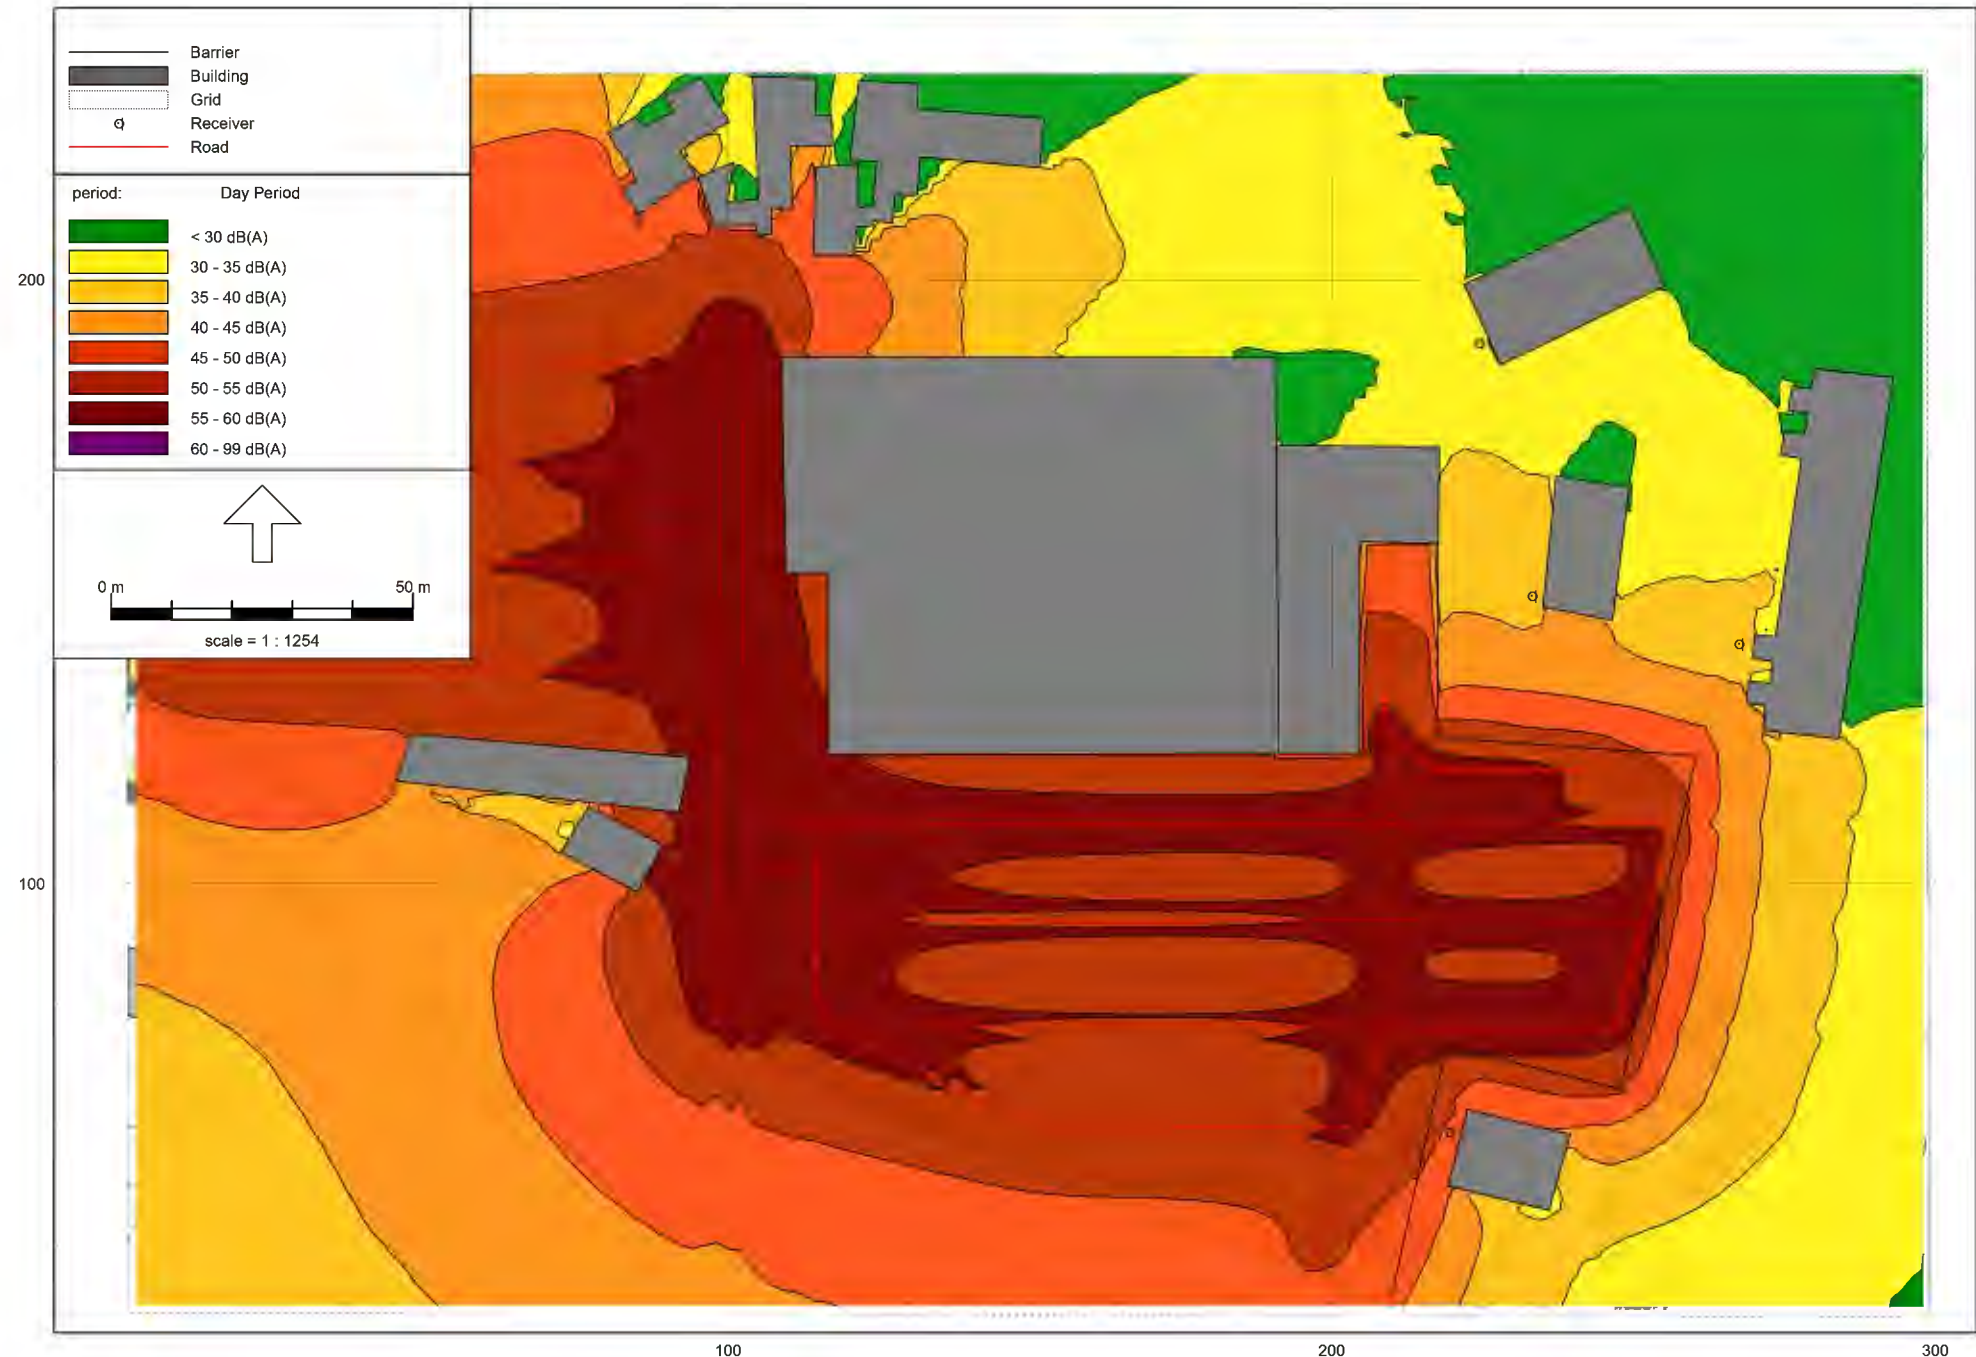 Barrier
Building
Grid
Receiver
Road
period: Day Period
< 30 dB(A)
30 - 35 dB(A)
35 - 40 dB(A)
40 - 45 dB(A)
45 - 50 dB(A)
50 - 55 dB(A)
55 - 60 dB(A)
60 - 99 dB(A)
0 m 50 m
scale = 1 : 1254
200
100
100 200 300